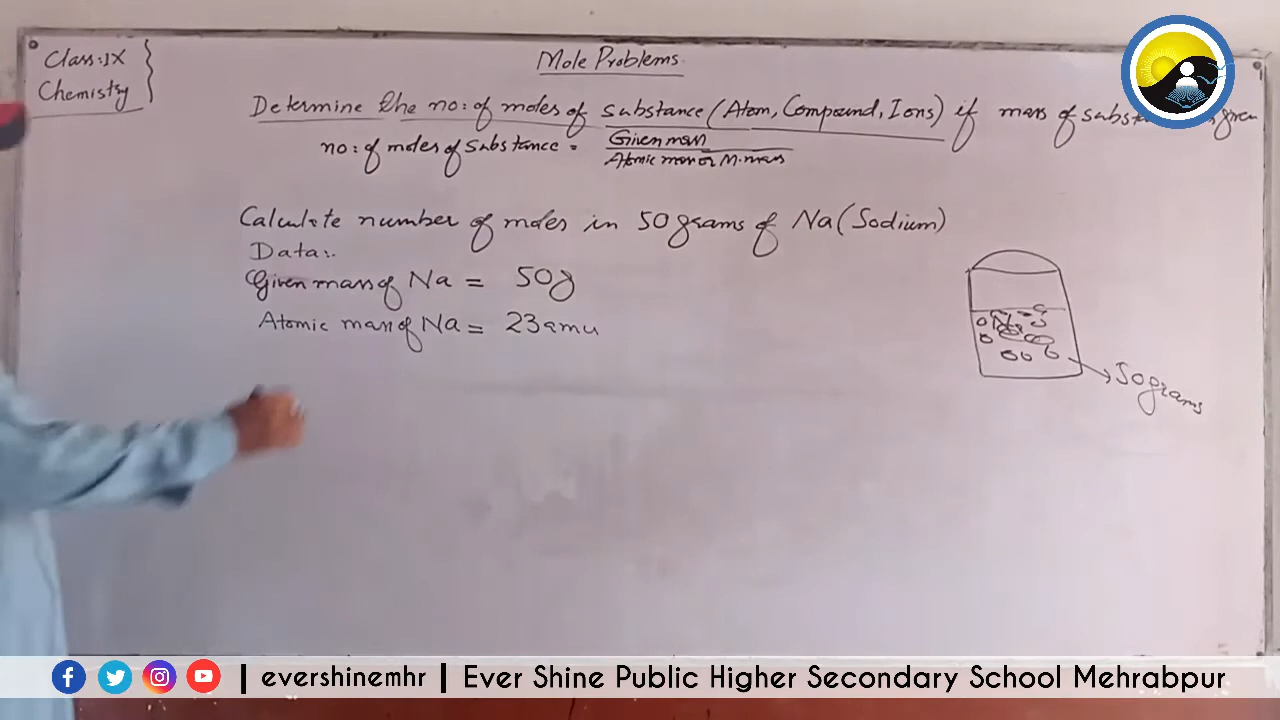 Class: IX
Chemistry
Mole Problems
Determine the no: of moles of substance (Atom, Compound, Ions) if mass of substance given
no: of moles of substance = Given mass
Atomic mass or M. mass
Calculate number of moles in 50 grams of Na (Sodium)
Data:.
Given mass of Na = 50g
Atomic mass of Na = 23amu
50grams
| evershinemhr | Ever Shine Public Higher Secondary School Mehrabpur